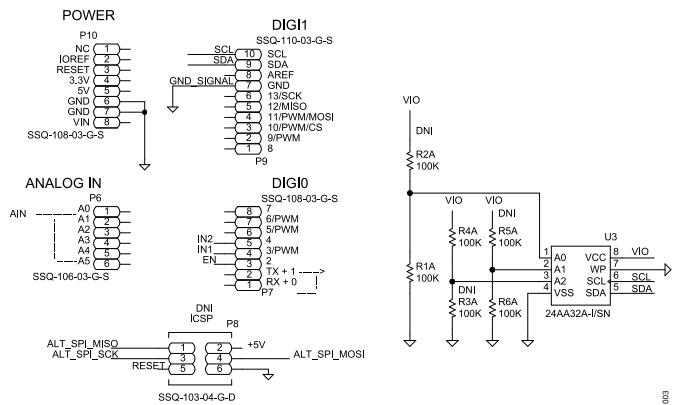 POWER
P10
NC 1
IOREF 2
RESET 3
3.3V 4
5V 5
GND 6
GND 7
VIN 8
SSQ-108-03-G-S
DIGI1
SSQ-110-03-G-S
SCL 10 SCL
SDA 9 SDA
8 AREF
GND_SIGNAL 7 GND
6 13/SCK
5 12/MISO
4 11/PWM/MOSI
3 10/PWM/CS
2 9/PWM
1 8
P9
ANALOG IN
P6
AIN
A0 1
A1 2
A2 3
A3 4
A4 5
A5 6
SSQ-106-03-G-S
DIGI0
SSQ-108-03-G-S
8 7
7 6/PWM
6 5/PWM
IN2 5 4
IN1 4 3/PWM
EN 3 2
2 TX + 1
1 RX + 0
P7
DNI
ICSP
P8
ALT_SPI_MISO 1 2 +5V
ALT_SPI_SCK 3 4 ALT_SPI_MOSI
RESET 5 6
SSQ-103-04-G-D
VIO
DNI
R2A
100K
R1A
100K
VIO
R4A
100K
DNI
R3A
100K
VIO
DNI
R5A
100K
R6A
100K
U3
1 A0 VCC 8 VIO
2 A1 WP 7
3 A2 SCL 6 SCL
4 VSS SDA 5 SDA
24AA32A-I/SN
003